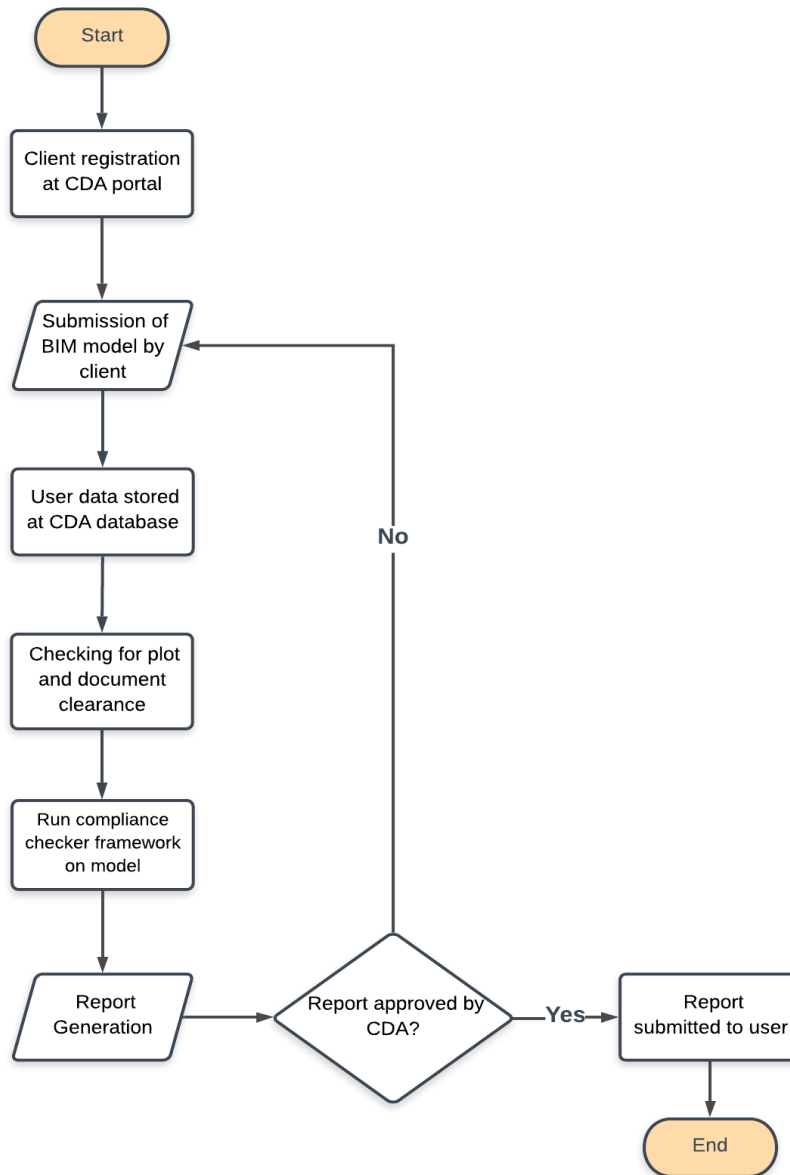 Start
Client registration
at CDA portal
Submission of
BIM model by
client
User data stored
at CDA database
No
Checking for plot
and document
clearance
Run compliance
checker framework
on model
Report
Generation
Report approved by
CDA?
Yes
Report
submitted to user
End